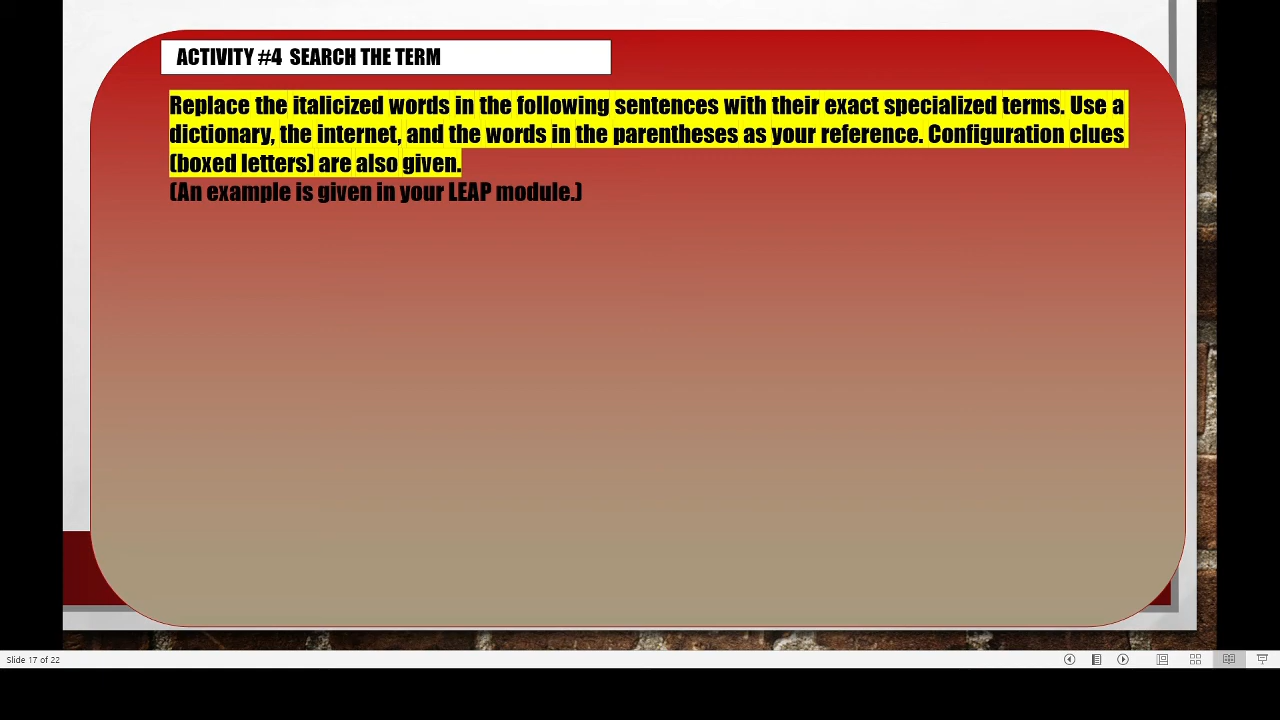 ACTIVITY #4  SEARCH THE TERM
Replace the italicized words in the following sentences with their exact specialized terms. Use a
dictionary, the internet, and the words in the parentheses as your reference. Configuration clues
(boxed letters) are also given.
(An example is given in your LEAP module.)
Slide 17 of 22